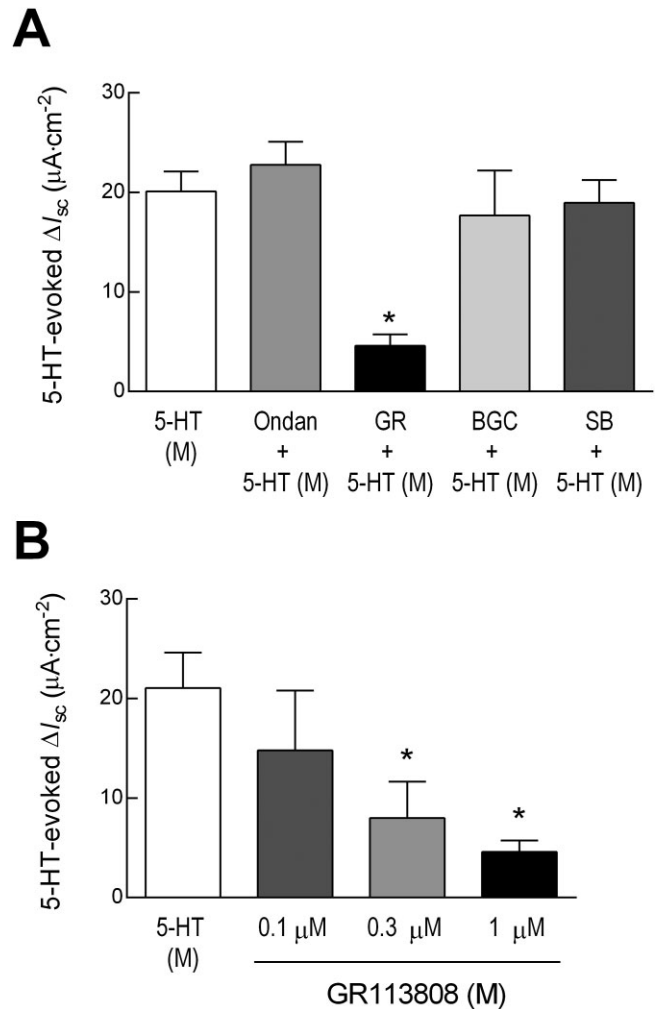 A
5-HT-evoked ΔIsc (μA·cm-2)
30
20
10
0
*
5-HT Ondan GR BGC SB
(M) + + + +
5-HT (M) 5-HT (M) 5-HT (M) 5-HT (M)
B
5-HT-evoked ΔIsc (μA·cm-2)
30
20
10
0
*
*
5-HT 0.1 μM 0.3 μM 1 μM
(M)
GR113808 (M)